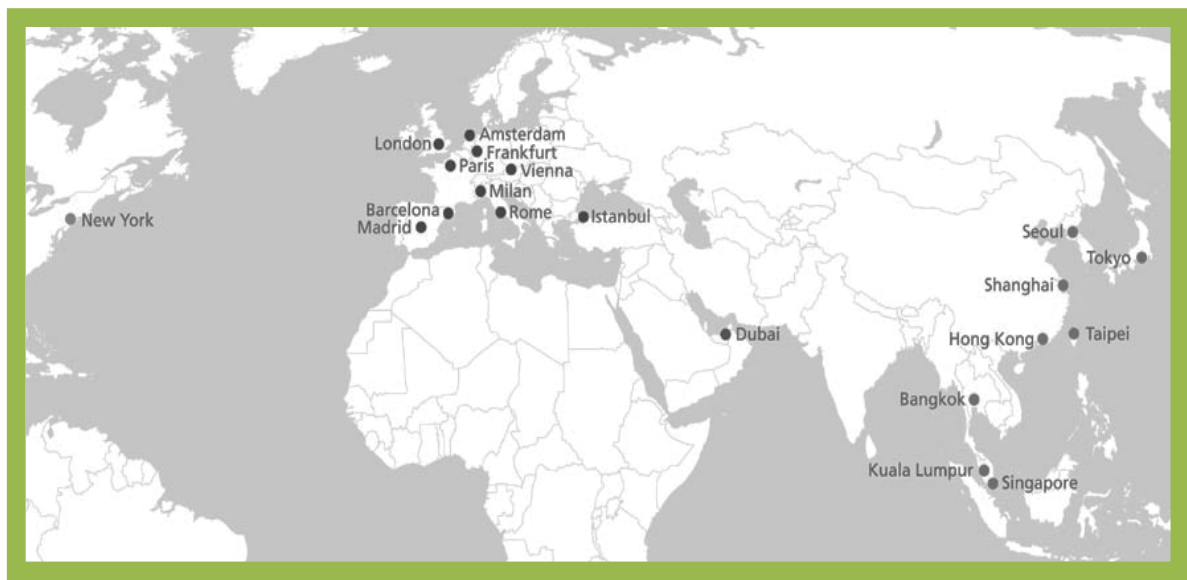 Amsterdam
London
Frankfurt
Paris
Vienna
Milan
Barcelona
Rome
Istanbul
New York
Madrid
Seoul
Tokyo
Shanghai
Dubai
Hong Kong
Taipei
Bangkok
Kuala Lumpur
Singapore